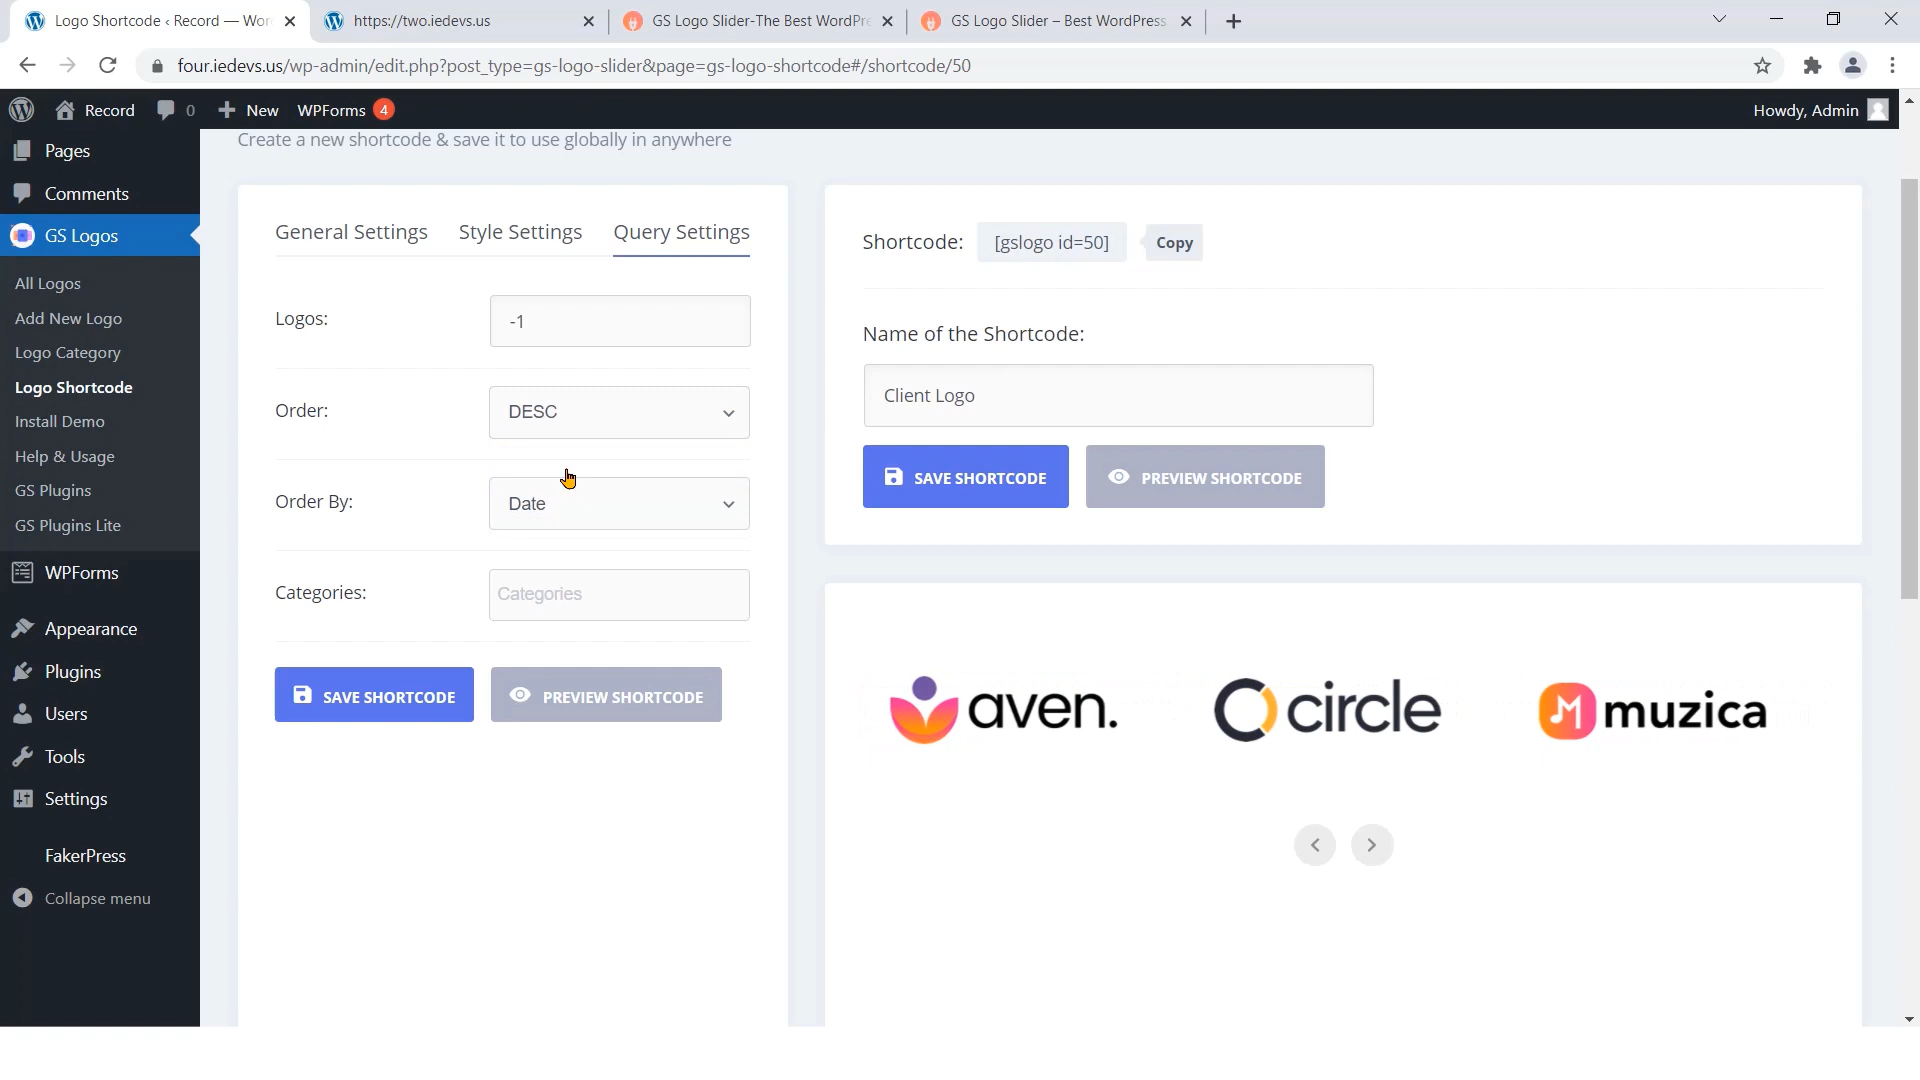 Logo Shortcode ‹ Record — Wor
https://two.iedevs.us
GS Logo Slider-The Best WordPre
GS Logo Slider – Best WordPress
four.iedevs.us/wp-admin/edit.php?post_type=gs-logo-slider&page=gs-logo-shortcode#/shortcode/50
Record
0
New
WPForms 4
Howdy, Admin
Pages
Comments
GS Logos
All Logos
Add New Logo
Logo Category
Logo Shortcode
Install Demo
Help & Usage
GS Plugins
GS Plugins Lite
WPForms
Appearance
Plugins
Users
Tools
Settings
FakerPress
Collapse menu
Create a new shortcode & save it to use globally in anywhere
General Settings
Style Settings
Query Settings
Logos:
-1
Order:
DESC
Order By:
Date
Categories:
Categories
SAVE SHORTCODE
PREVIEW SHORTCODE
Shortcode:
[gslogo id=50]
Copy
Name of the Shortcode:
Client Logo
SAVE SHORTCODE
PREVIEW SHORTCODE
aven.
circle
muzica